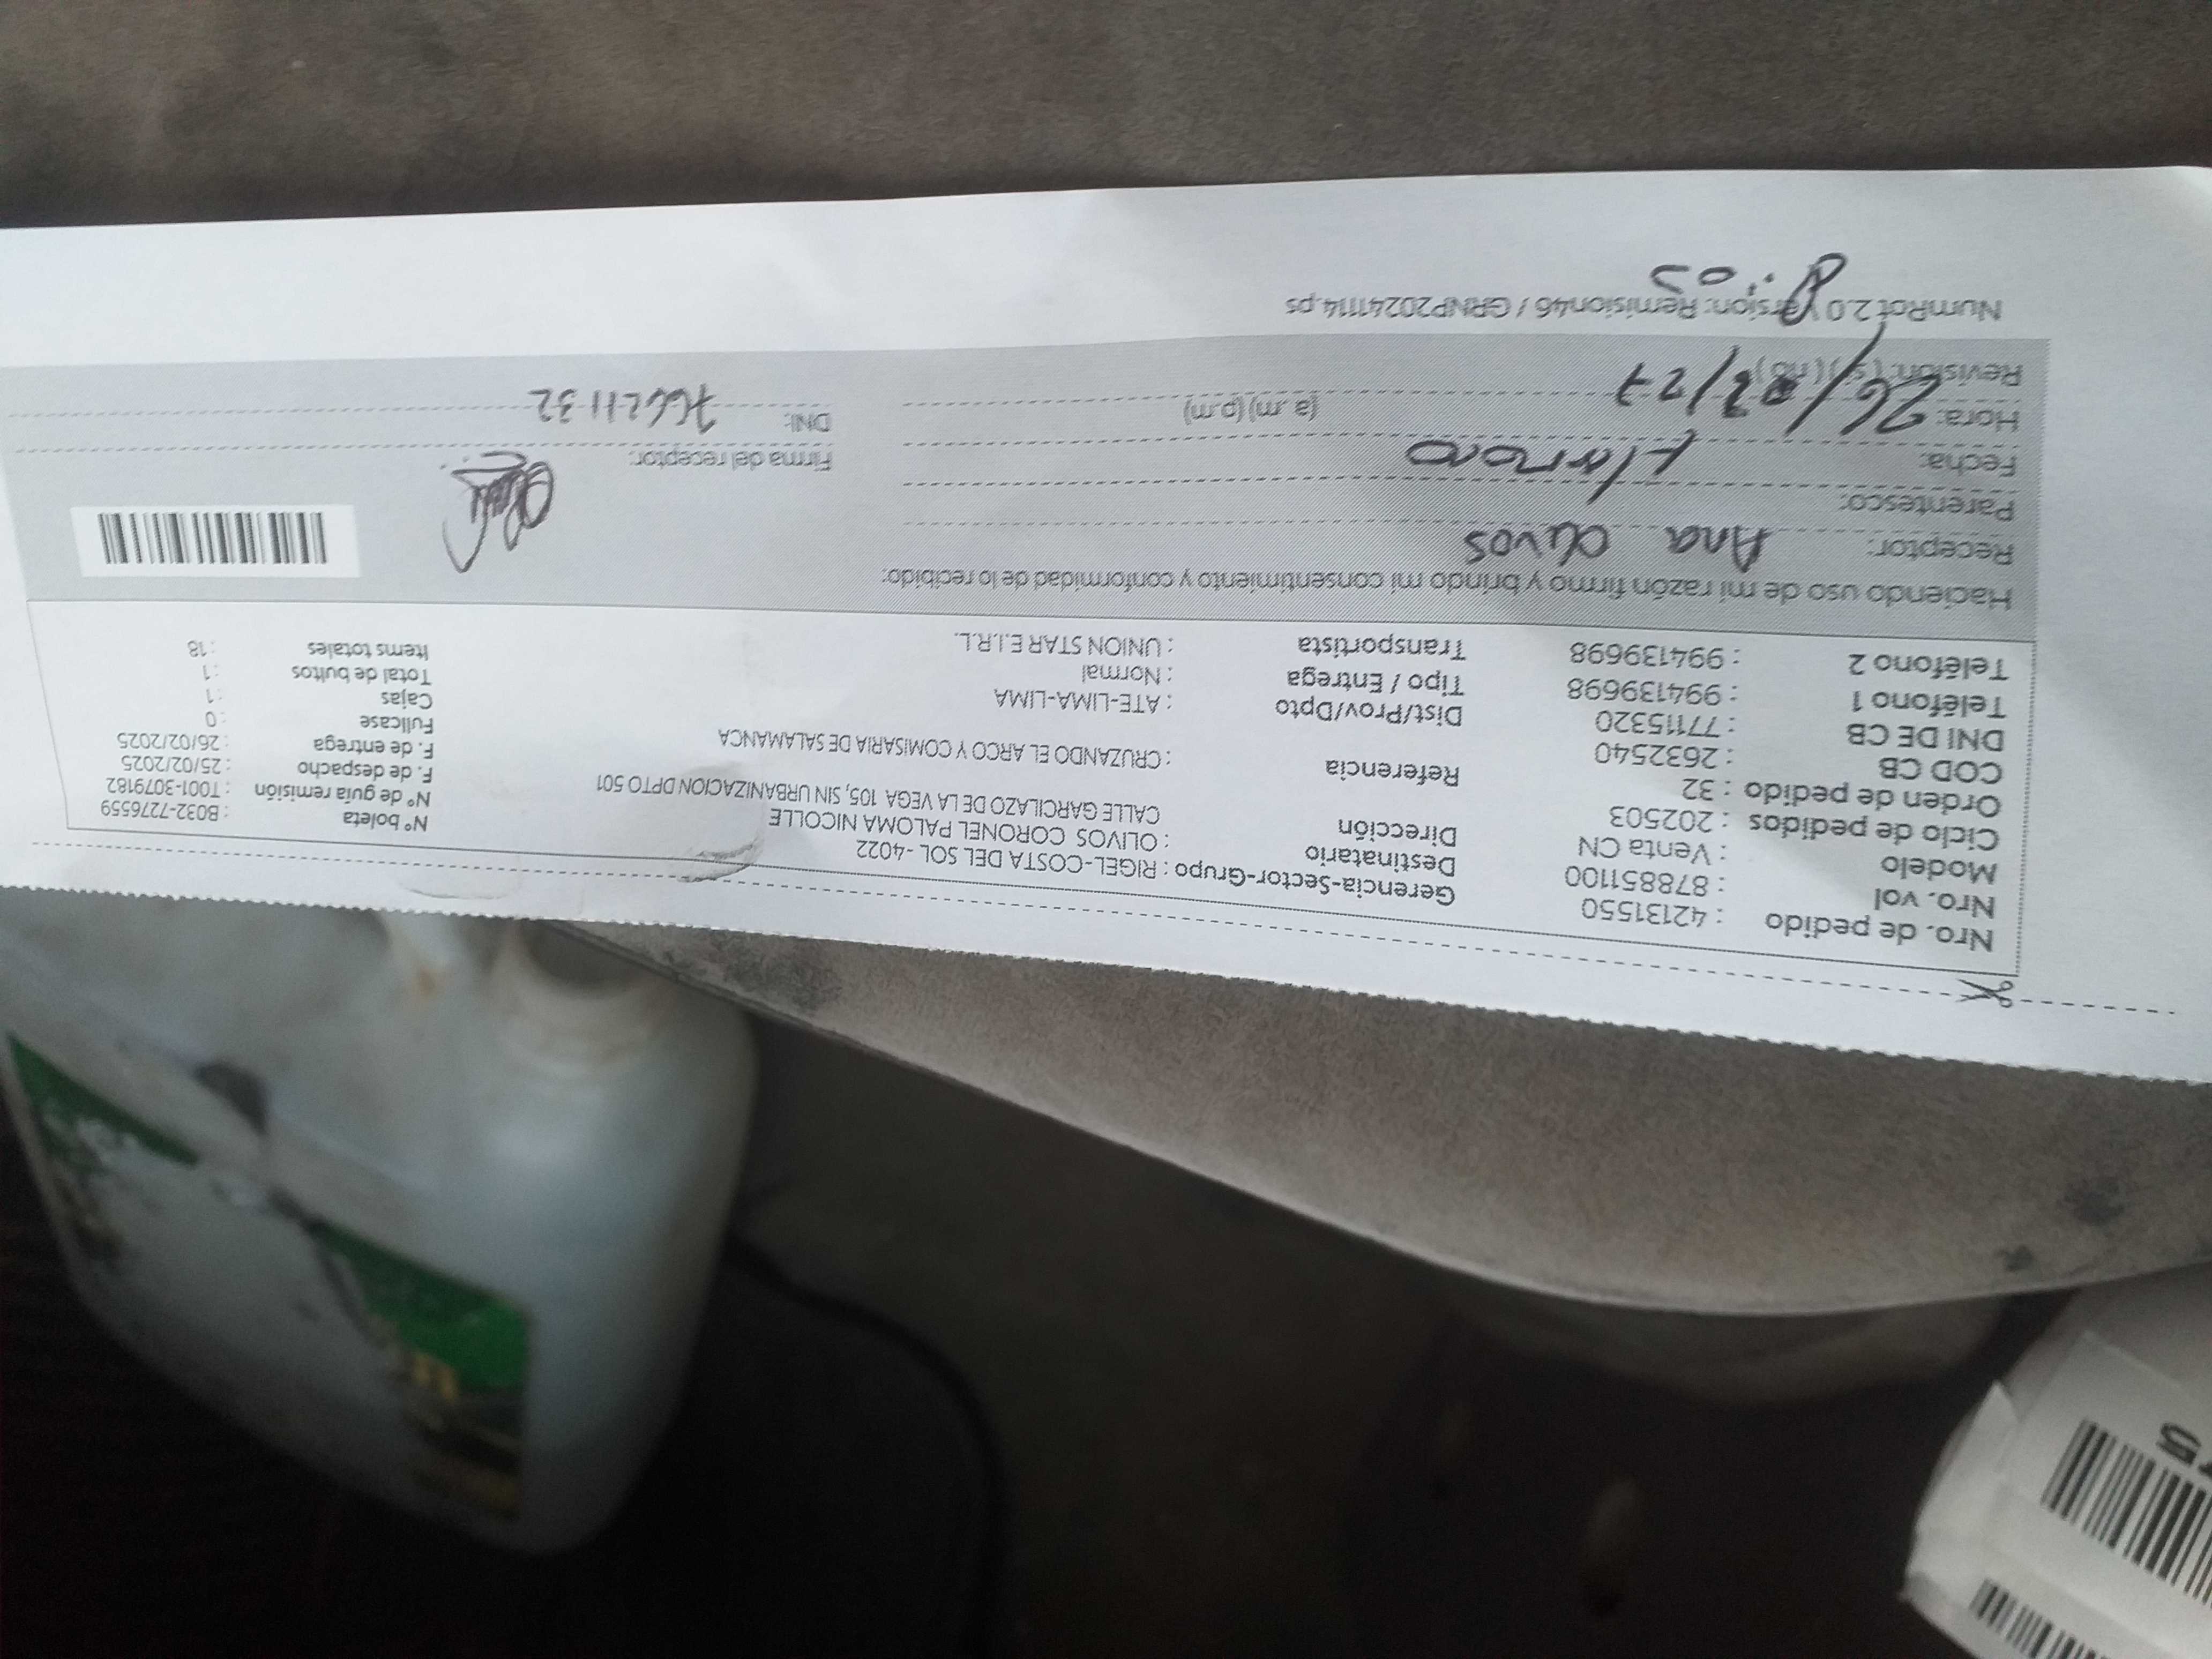 Nro. de pedido : 42131550
Nro. vol : 878851100
Modelo : Venta CN
Ciclo de pedidos : 202503
Orden de pedido : 32
COD CB : 2632540
DNI DE CB : 77115320
Teléfono 1 : 994139698
Teléfono 2 : 994139698
Gerencia-Sector-Grupo : RIGEL-COSTA DEL SOL -4022
Destinatario : OLIVOS CORONEL PALOMA NICOLLE
Dirección CALLE GARCILAZO DE LA VEGA 105, SIN URBANIZACION DPTO 501
Referencia : CRUZANDO EL ARCO Y COMISARIA DE SALAMANCA
Dist/Prov/Dpto : ATE-LIMA-LIMA
Tipo / Entrega : Normal
Transportista : UNION STAR E.I.R.L.
N° boleta : B032-7276559
N° de guía remisión : T001-3079182
F. de despacho : 25/02/2025
F. de entrega : 26/02/2025
Fullcase : 0
Cajas : 1
Total de bultos : 1
Items totales : 18
Haciendo uso de mi razón firmo y brindo mi consentimiento y conformidad de lo recibido:
Receptor: Ana Olivos
Parentesco:
Fecha:
Hora: (a.m) (p.m)
Revisión: (sí) (no)
Firma del receptor:
DNI:
NumRot 2.0 Version: Remision46 / GRNP20241114.ps
8:05